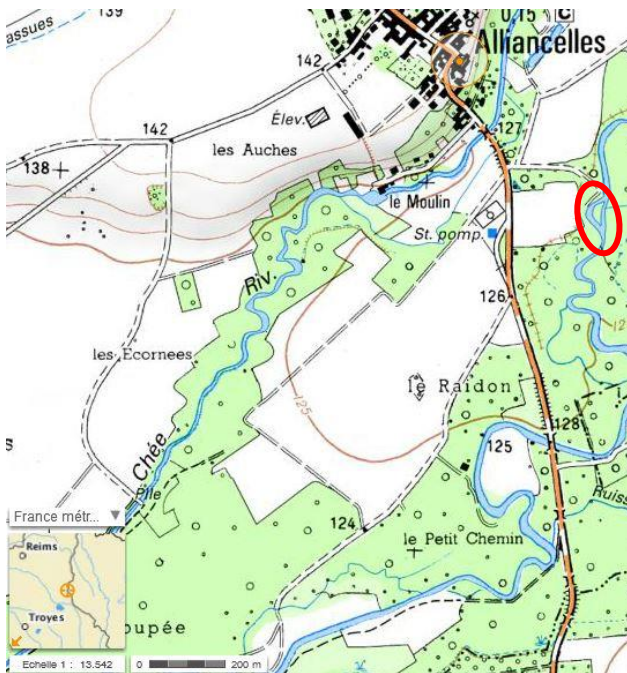 139
0.15 C
assues
Alliancelles
142
Élev.
127
142
les Auches
138
le Moulin
St. pomp.
Riv.
126
les Ecornees
le Raidon
125
128
125
Chée
Pile
France métr... ▼
Ruiss
124
Reims
le Petit Chemin
Troyes
oupée
Echelle 1 : 13.542
0 200 m